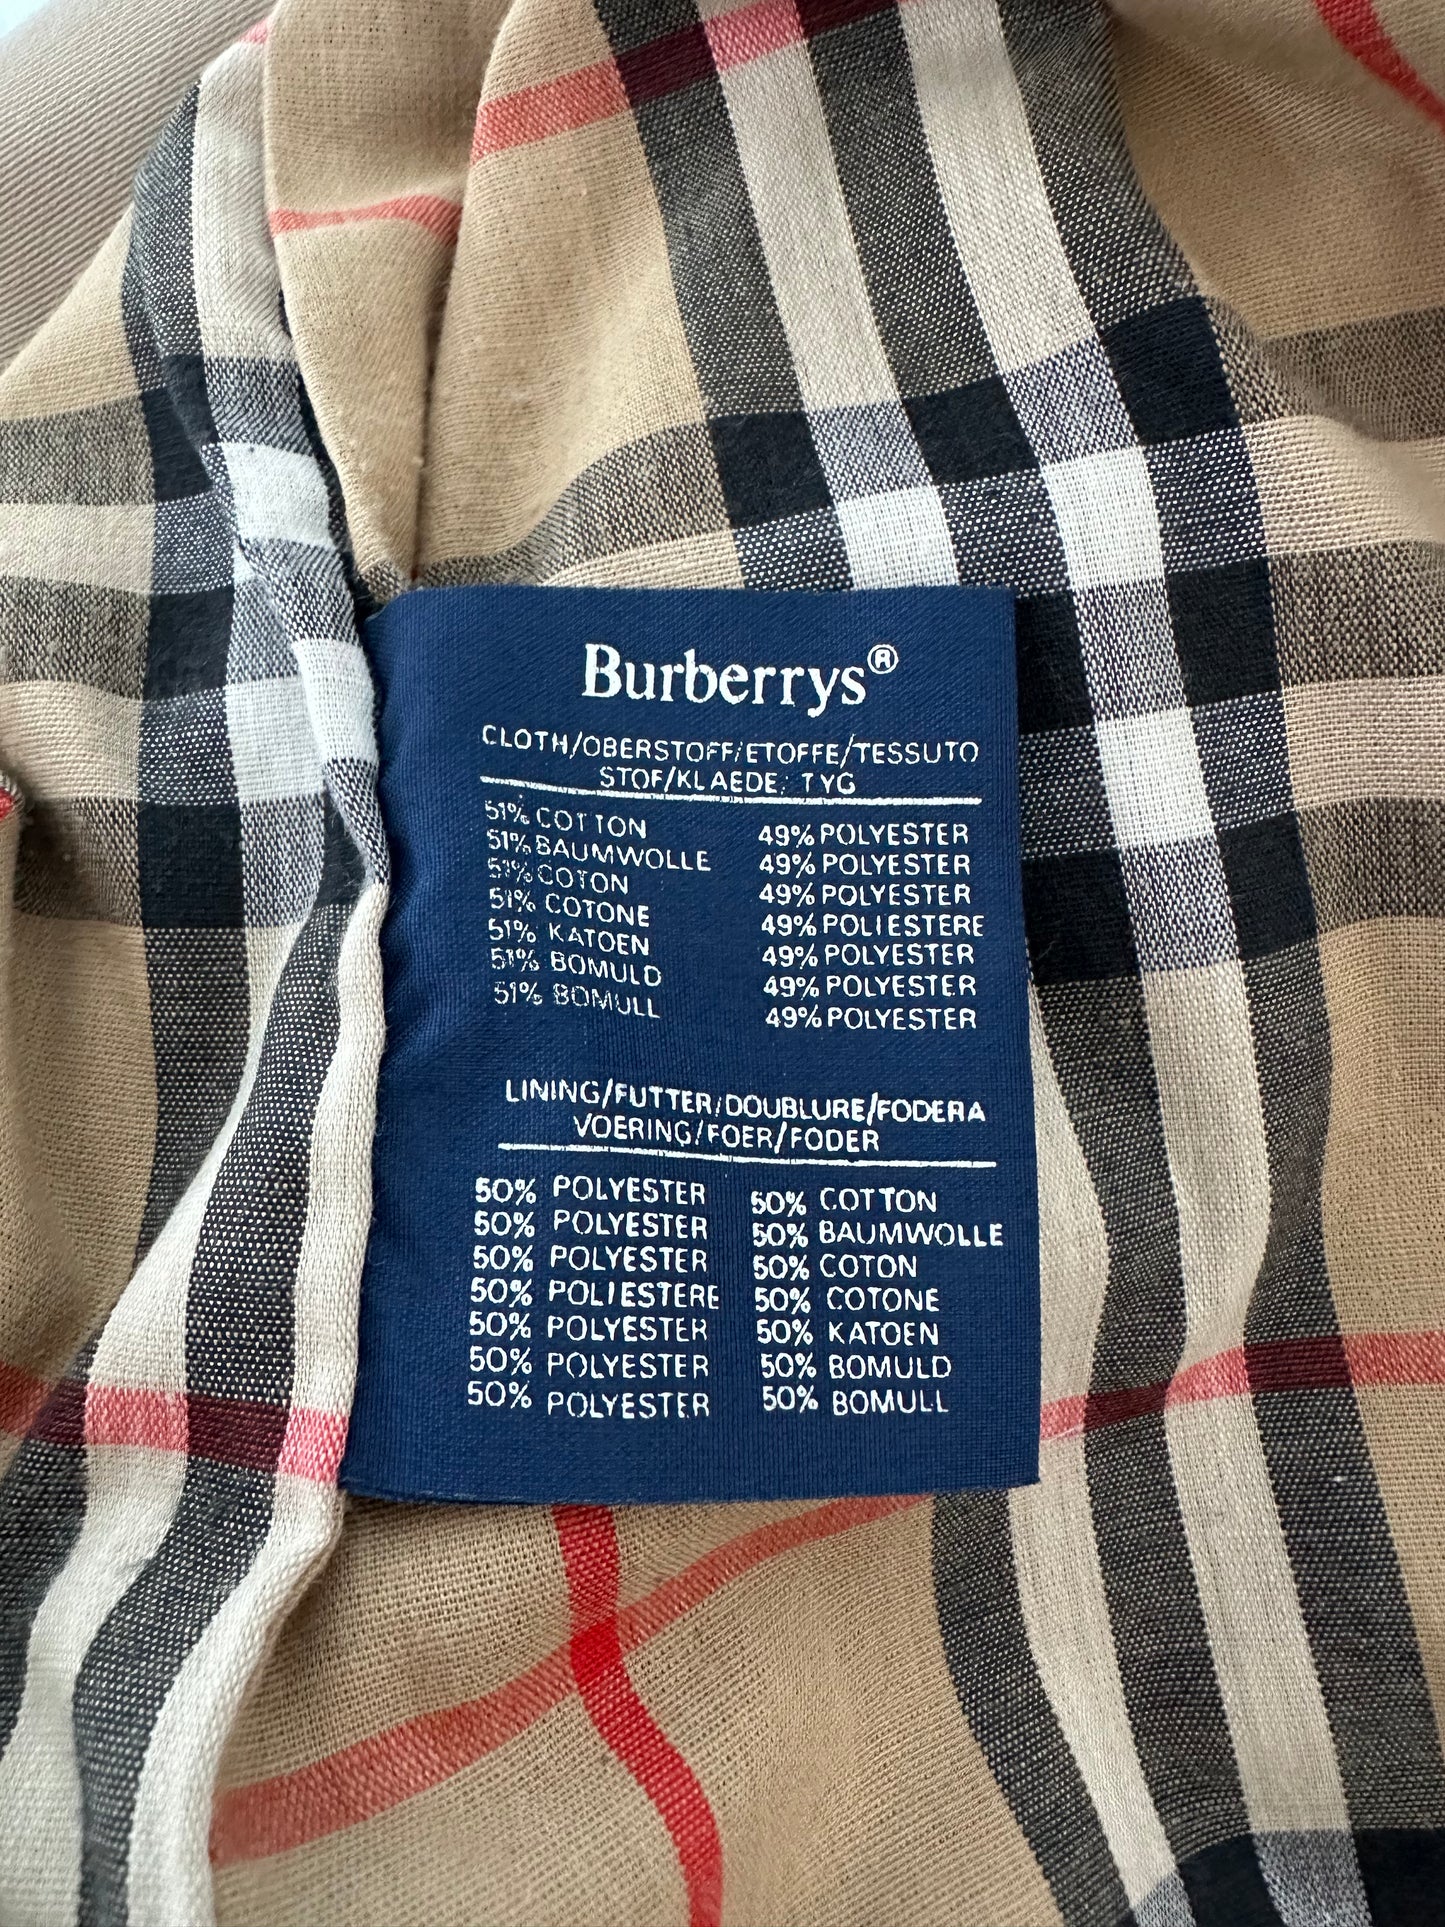 Burberrys®
CLOTH/OBERSTOFF/ETOFFE/TESSUTO
STOF/KLAEDE: TYG
51% COTTON 49% POLYESTER
51% BAUMWOLLE 49% POLYESTER
51% COTON 49% POLYESTER
51% COTONE 49% POLIESTERE
51% KATOEN 49% POLYESTER
51% BOMULD 49% POLYESTER
51% BOMULL 49% POLYESTER
LINING/FUTTER/DOUBLURE/FODERA
VOERING/FOER/FODER
50% POLYESTER 50% COTTON
50% POLYESTER 50% BAUMWOLLE
50% POLYESTER 50% COTON
50% POLIESTERE 50% COTONE
50% POLYESTER 50% KATOEN
50% POLYESTER 50% BOMULD
50% POLYESTER 50% BOMULL